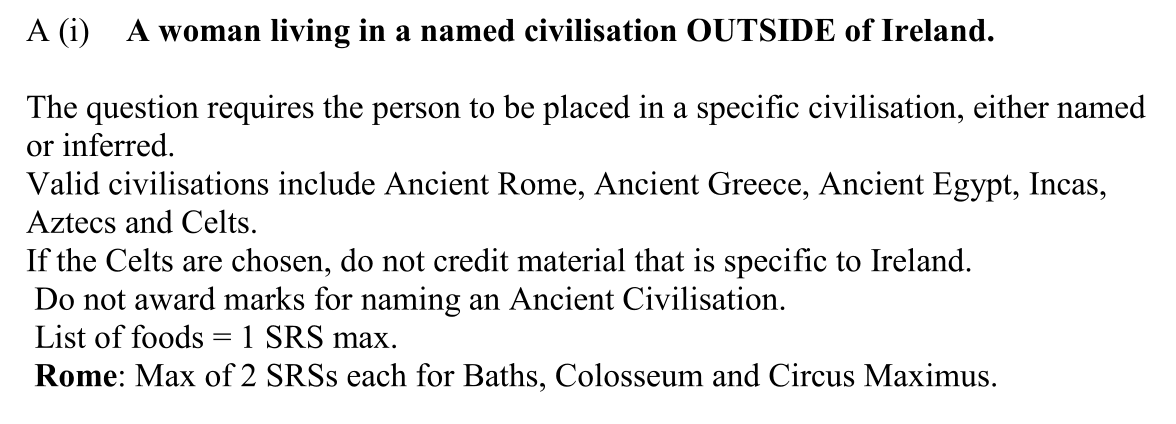 A (i) A woman living in a named civilisation OUTSIDE of Ireland.
The question requires the person to be placed in a specific civilisation, either named
or inferred.
Valid civilisations include Ancient Rome, Ancient Greece, Ancient Egypt, Incas,
Aztecs and Celts.
If the Celts are chosen, do not credit material that is specific to Ireland.
Do not award marks for naming an Ancient Civilisation.
List of foods = 1 SRS max.
Rome: Max of 2 SRSs each for Baths, Colosseum and Circus Maximus.